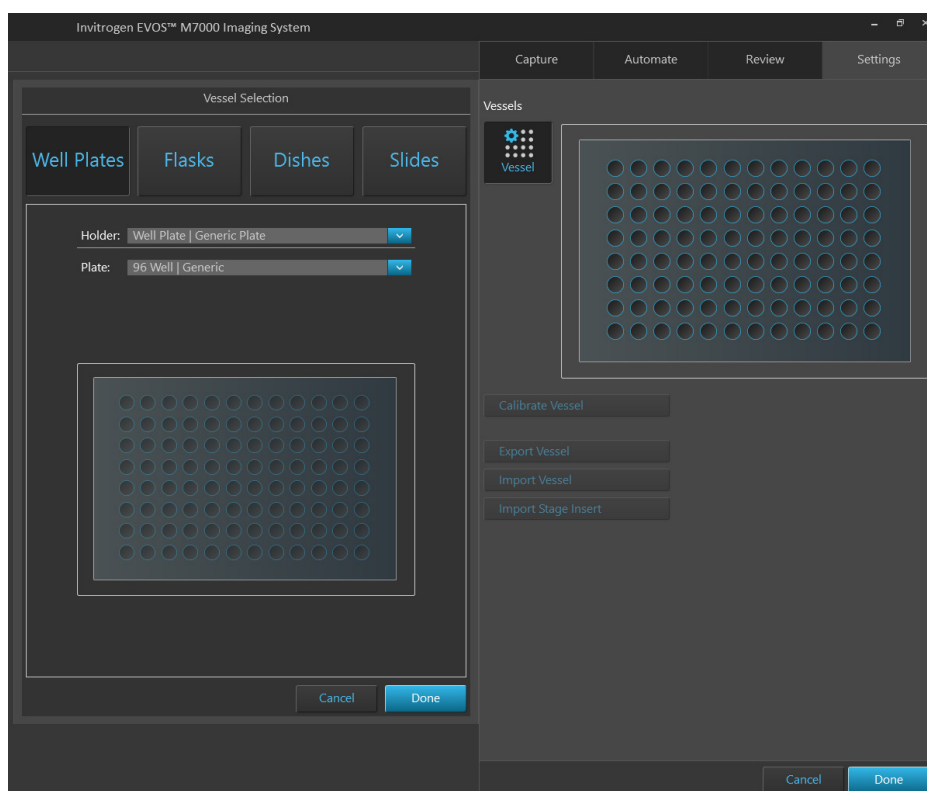 Invitrogen EVOS™ M7000 Imaging System
Capture Automate Review Settings
Vessel Selection
Well Plates Flasks Dishes Slides
Holder: Well Plate | Generic Plate
Plate: 96 Well | Generic
Cancel Done
Vessels
Vessel
Calibrate Vessel
Export Vessel
Import Vessel
Import Stage Insert
Cancel Done